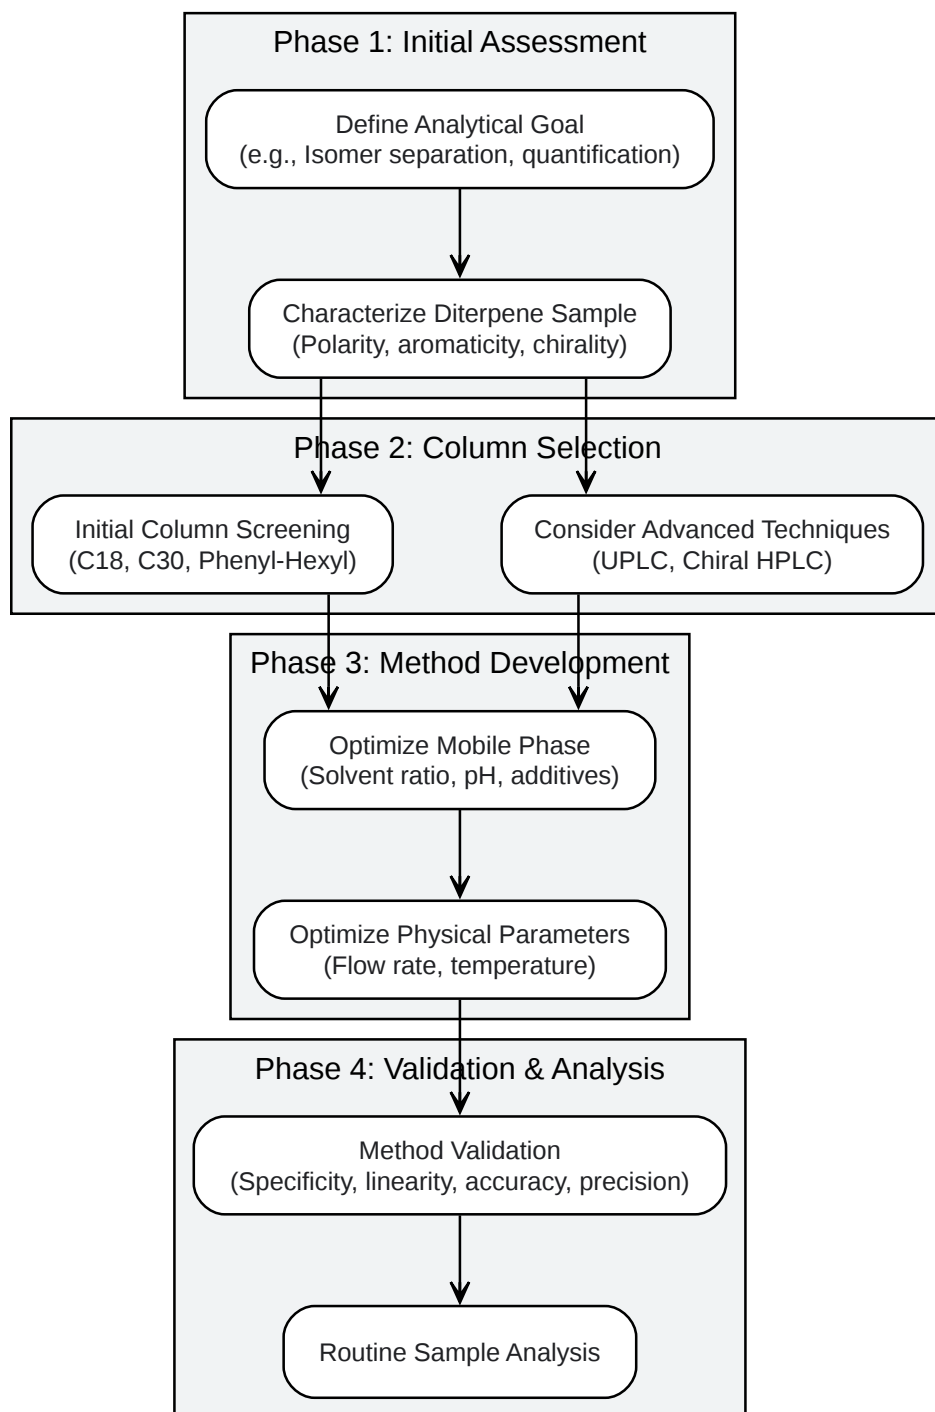 Phase 1: Initial Assessment
Define Analytical Goal
(e.g., Isomer separation, quantification)
Characterize Diterpene Sample
(Polarity, aromaticity, chirality)
Phase 2: Column Selection
Initial Column Screening
(C18, C30, Phenyl-Hexyl)
Consider Advanced Techniques
(UPLC, Chiral HPLC)
Phase 3: Method Development
Optimize Mobile Phase
(Solvent ratio, pH, additives)
Optimize Physical Parameters
(Flow rate, temperature)
Phase 4: Validation & Analysis
Method Validation
(Specificity, linearity, accuracy, precision)
Routine Sample Analysis